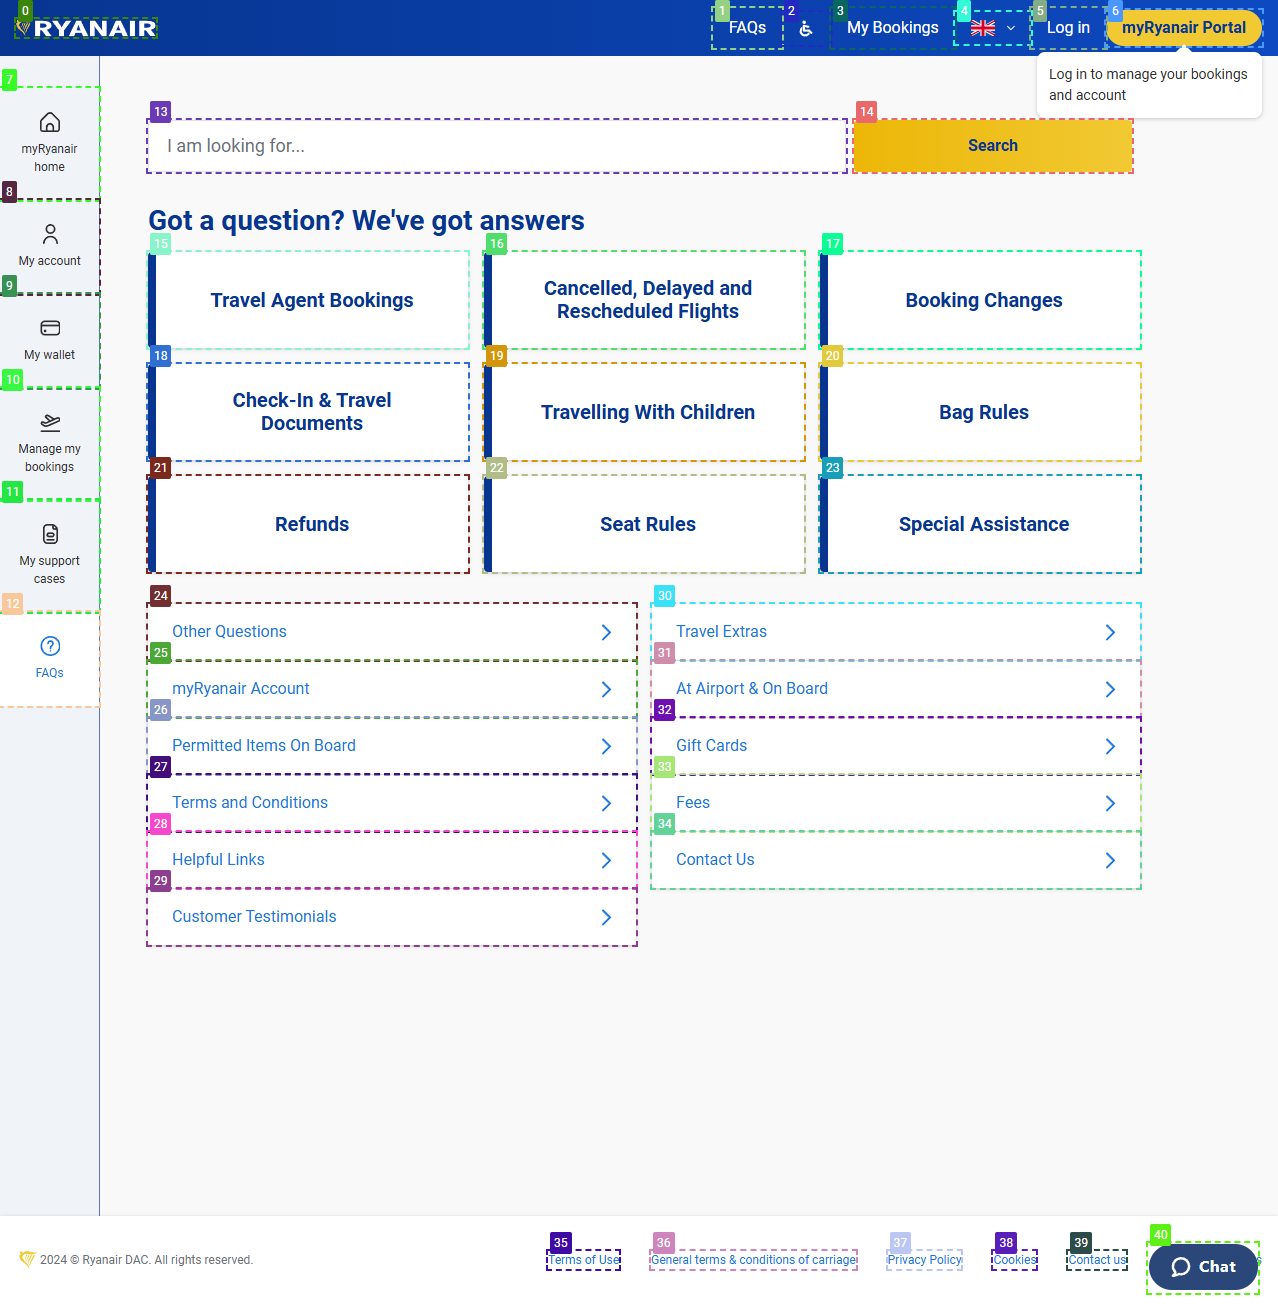 0
RYANAIR
1
FAQs
2
3
My Bookings
4
5
Log in
6
myRyanair Portal
Log in to manage your bookings
and account
7
myRyanair
home
8
My account
9
My wallet
10
Manage my
bookings
11
My support
cases
12
FAQs
13
I am looking for...
14
Search
Got a question? We've got answers
15
Travel Agent Bookings
16
Cancelled, Delayed and
Rescheduled Flights
17
Booking Changes
18
Check-In & Travel
Documents
19
Travelling With Children
20
Bag Rules
21
Refunds
22
Seat Rules
23
Special Assistance
24
Other Questions
25
myRyanair Account
26
Permitted Items On Board
27
Terms and Conditions
28
Helpful Links
29
Customer Testimonials
30
Travel Extras
31
At Airport & On Board
32
Gift Cards
33
Fees
34
Contact Us
2024 © Ryanair DAC. All rights reserved.
35
Terms of Use
36
General terms & conditions of carriage
37
Privacy Policy
38
Cookies
39
Contact us
40
Chat